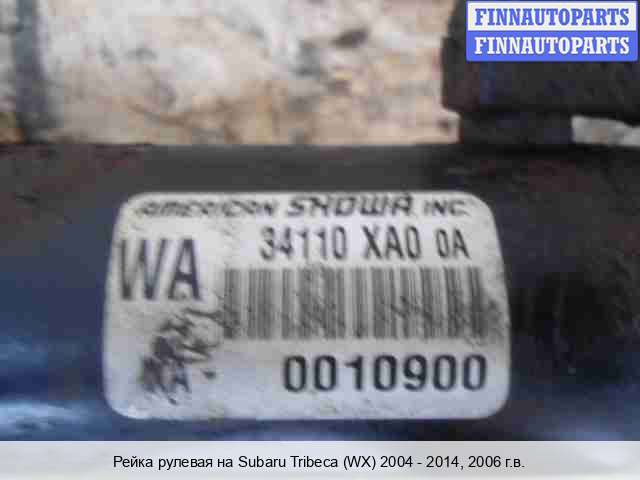 FINNAUTOPARTS
FINNAUTOPARTS
AMERICAN SHOWA INC.
WA
34110 XA0 0A
0010900
Рейка рулевая на Subaru Tribeca (WX) 2004 - 2014, 2006 г.в.